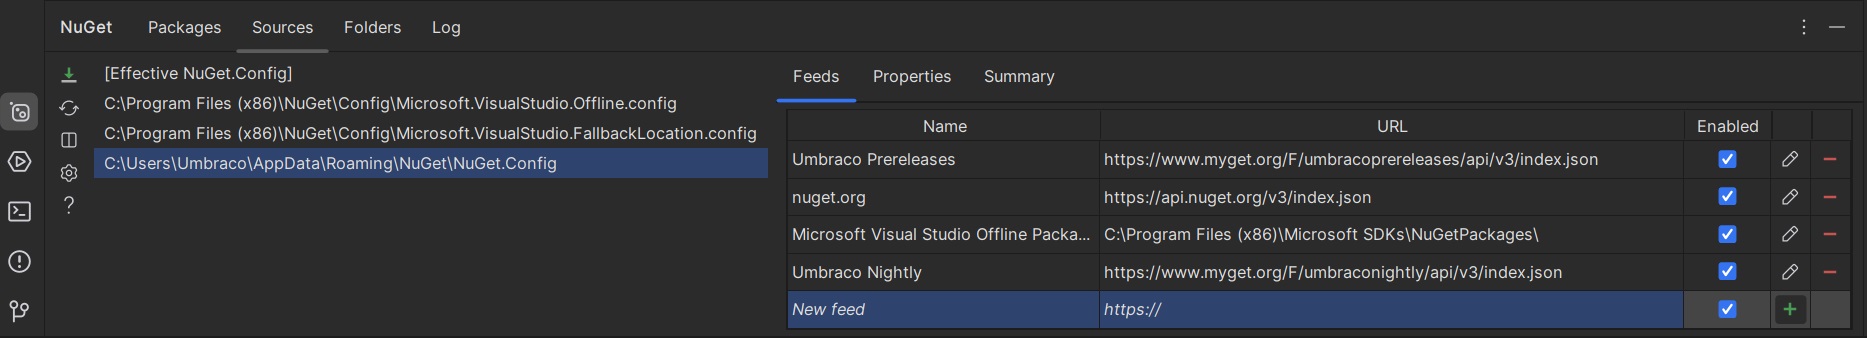 NuGet Packages Sources Folders Log
[Effective NuGet.Config]
C:\Program Files (x86)\NuGet\Config\Microsoft.VisualStudio.Offline.config
C:\Program Files (x86)\NuGet\Config\Microsoft.VisualStudio.FallbackLocation.config
C:\Users\Umbraco\AppData\Roaming\NuGet\NuGet.Config
Feeds Properties Summary
Name URL Enabled
Umbraco Prereleases https://www.myget.org/F/umbracoprereleases/api/v3/index.json
nuget.org https://api.nuget.org/v3/index.json
Microsoft Visual Studio Offline Packa... C:\Program Files (x86)\Microsoft SDKs\NuGetPackages\
Umbraco Nightly https://www.myget.org/F/umbraconightly/api/v3/index.json
New feed https://